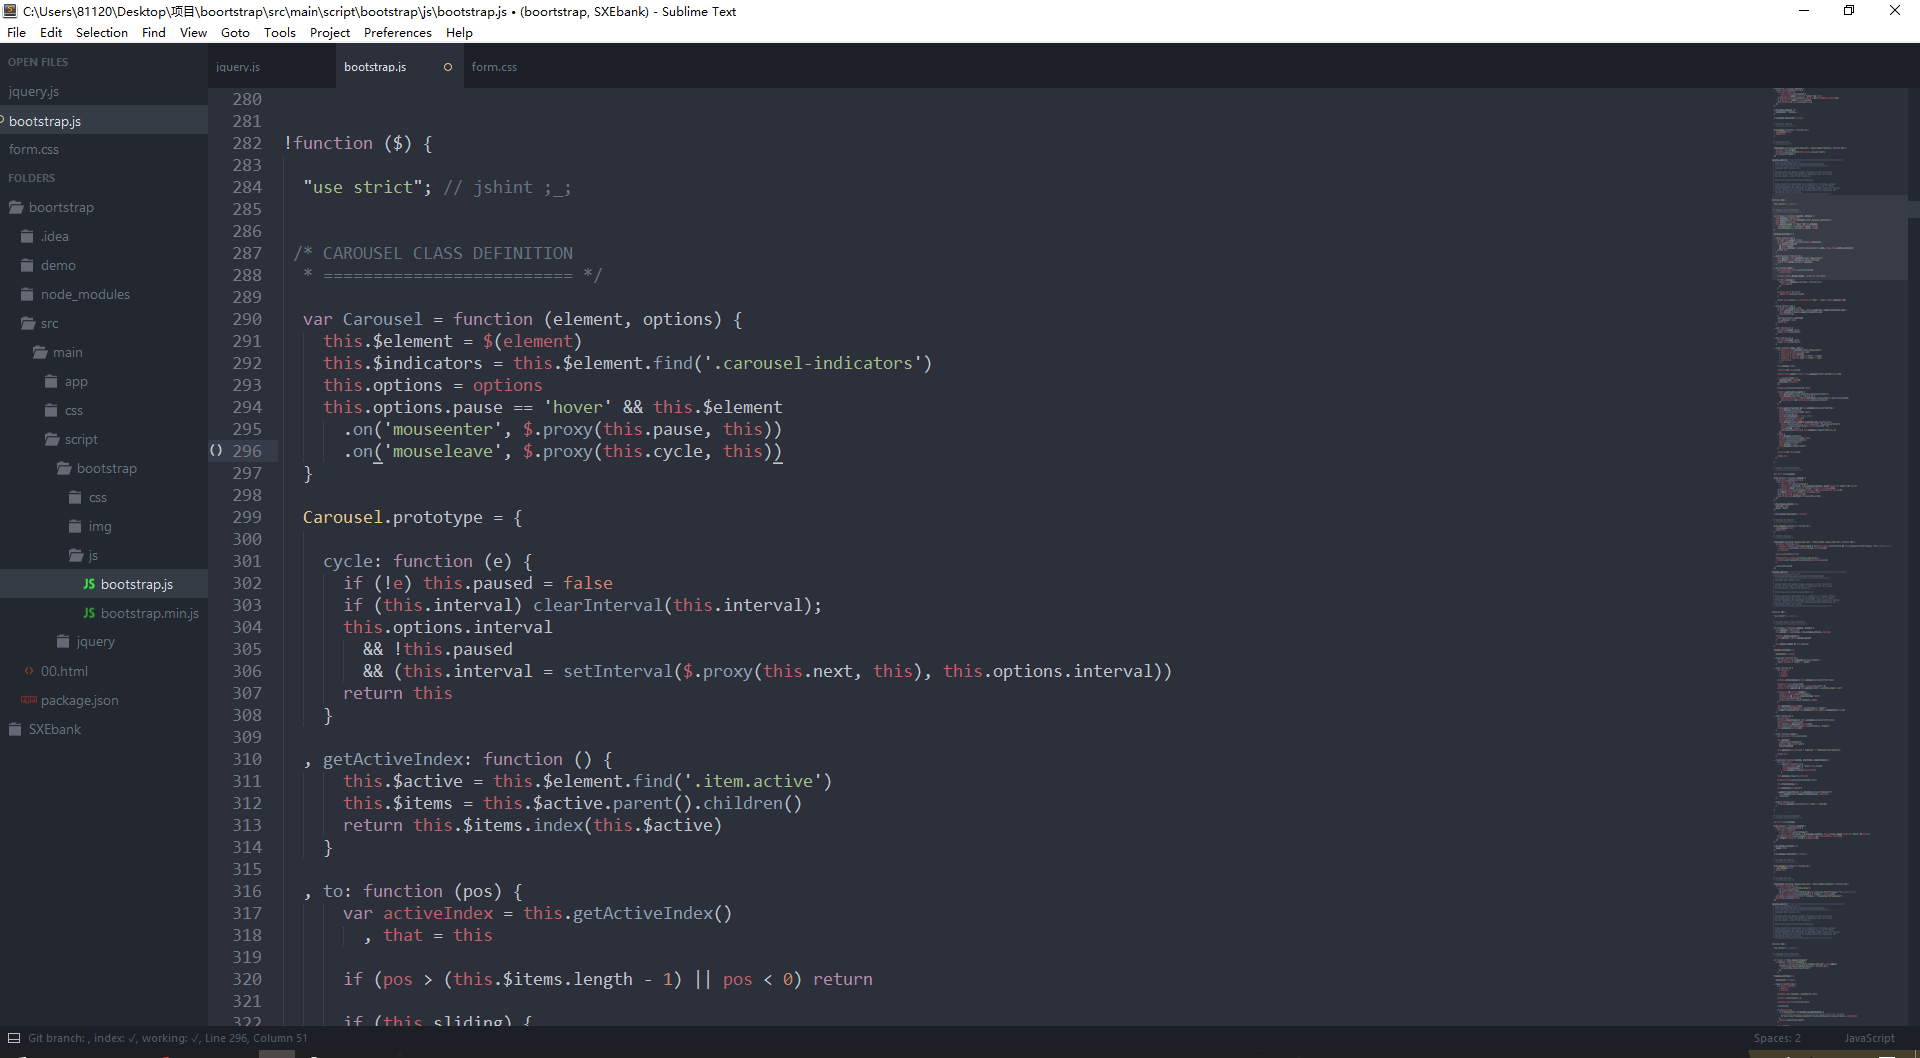 C:\Users\81120\Desktop\项目\boortstrap\src\main\script\bootstrap\js\bootstrap.js • (boortstrap, SXEbank) - Sublime Text
File Edit Selection Find View Goto Tools Project Preferences Help
OPEN FILES
jquery.js
bootstrap.js
form.css
FOLDERS
boortstrap
.idea
demo
node_modules
src
main
app
css
script
bootstrap
css
img
js
JS bootstrap.js
JS bootstrap.min.js
jquery
00.html
package.json
SXEbank
jquery.js bootstrap.js form.css
280
281
282 !function ($) {
283
284 "use strict"; // jshint ;_;
285
286
287 /* CAROUSEL CLASS DEFINITION
288 * ========================= */
289
290 var Carousel = function (element, options) {
291 this.$element = $(element)
292 this.$indicators = this.$element.find('.carousel-indicators')
293 this.options = options
294 this.options.pause == 'hover' && this.$element
295 .on('mouseenter', $.proxy(this.pause, this))
() 296 .on('mouseleave', $.proxy(this.cycle, this))
297 }
298
299 Carousel.prototype = {
300
301 cycle: function (e) {
302 if (!e) this.paused = false
303 if (this.interval) clearInterval(this.interval);
304 this.options.interval
305 && !this.paused
306 && (this.interval = setInterval($.proxy(this.next, this), this.options.interval))
307 return this
308 }
309
310 , getActiveIndex: function () {
311 this.$active = this.$element.find('.item.active')
312 this.$items = this.$active.parent().children()
313 return this.$items.index(this.$active)
314 }
315
316 , to: function (pos) {
317 var activeIndex = this.getActiveIndex()
318 , that = this
319
320 if (pos > (this.$items.length - 1) || pos < 0) return
321
322 if (this.sliding) {
Git branch: , index: ✓, working: ✓, Line 296, Column 51
Spaces: 2 JavaScript